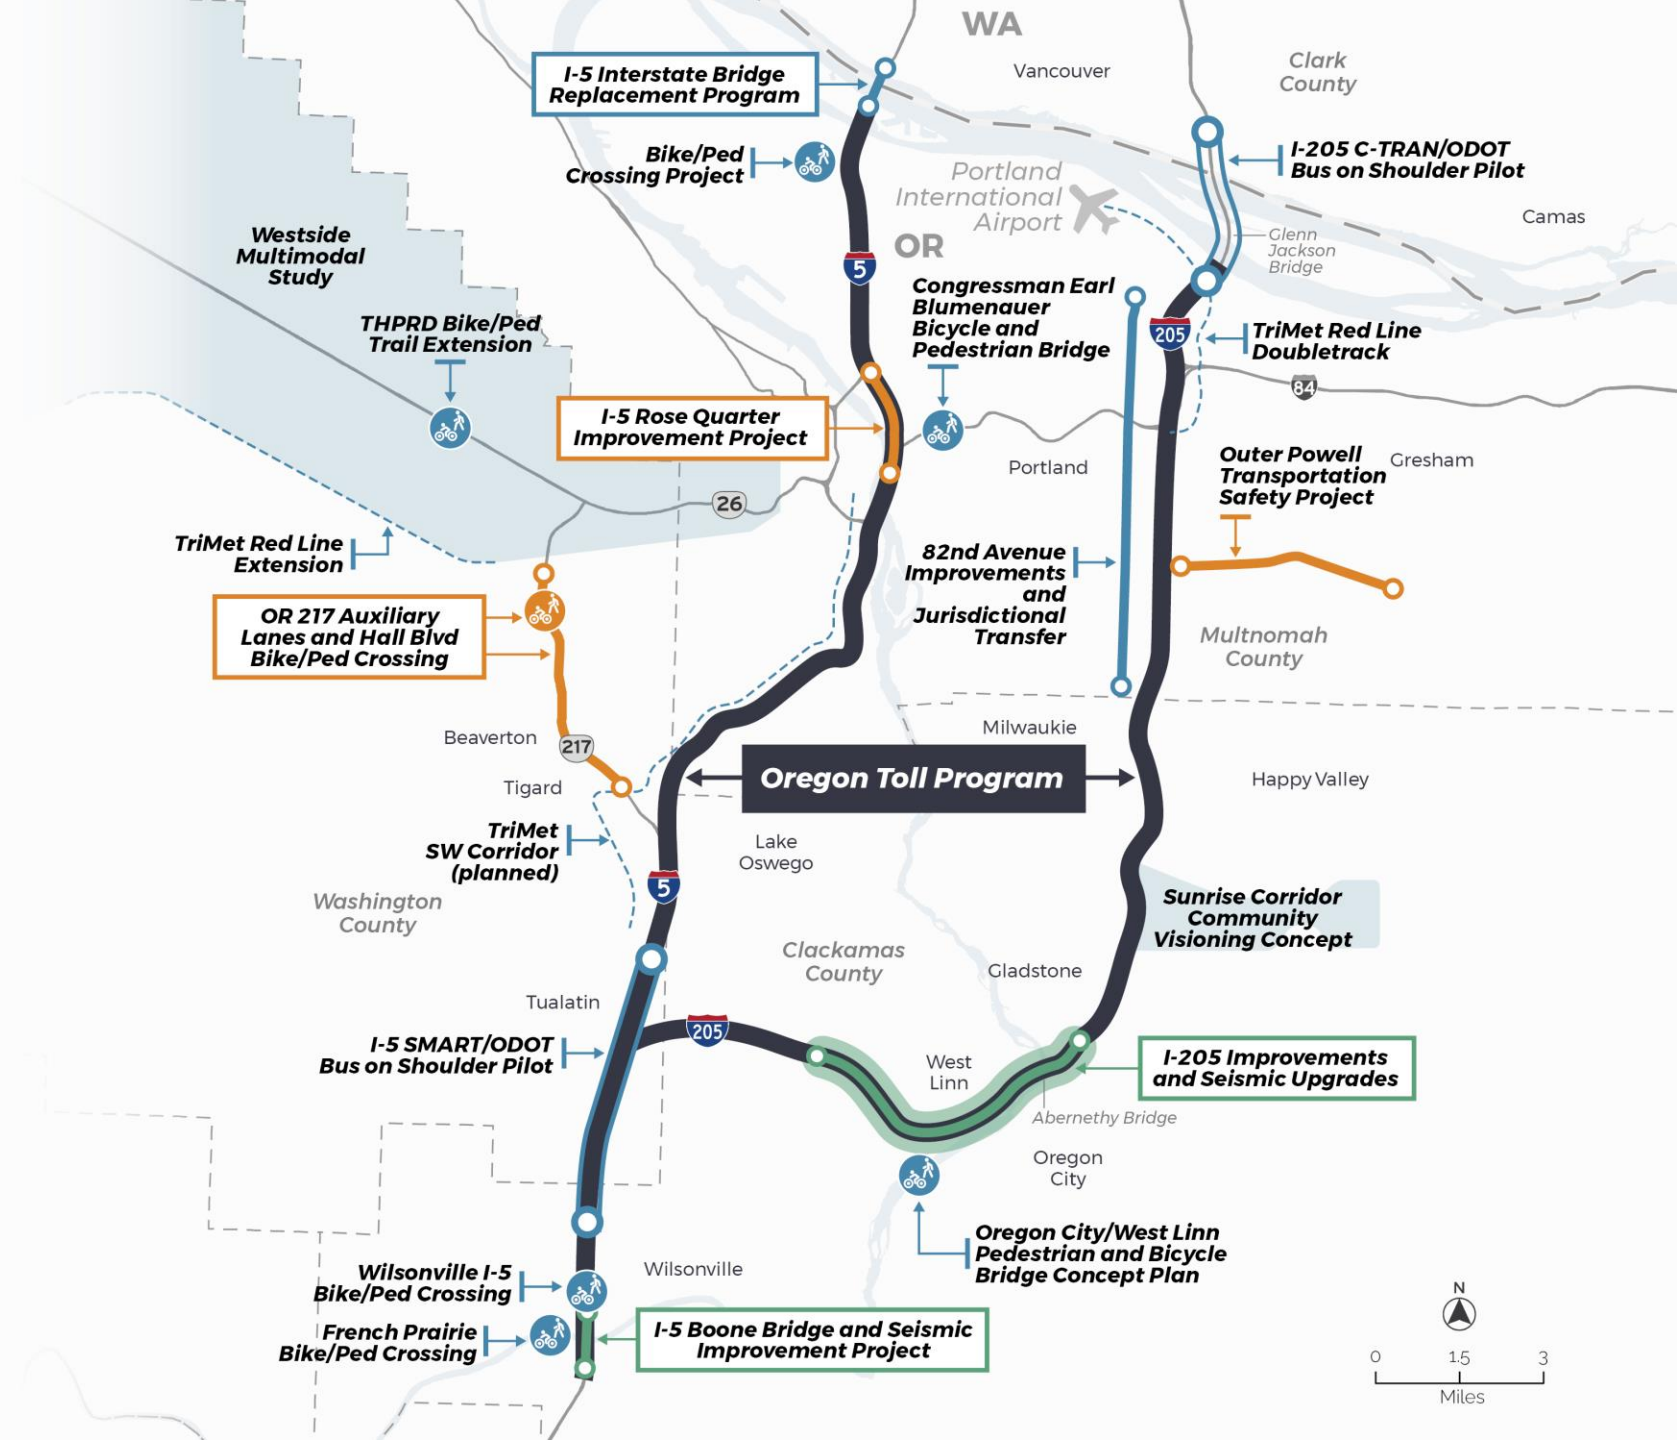 WA
Vancouver
Clark
County
I-5 Interstate Bridge
Replacement Program
Bike/Ped
Crossing Project
I-205 C-TRAN/ODOT
Bus on Shoulder Pilot
Portland
International
Airport
Camas
Glenn
Jackson
Bridge
OR
5
Westside
Multimodal
Study
Congressman Earl
Blumenauer
Bicycle and
Pedestrian Bridge
THPRD Bike/Ped
Trail Extension
205
TriMet Red Line
Doubletrack
84
I-5 Rose Quarter
Improvement Project
Portland
Outer Powell
Transportation
Safety Project
Gresham
26
TriMet Red Line
Extension
82nd Avenue
Improvements
and
Jurisdictional
Transfer
OR 217 Auxiliary
Lanes and Hall Blvd
Bike/Ped Crossing
Multnomah
County
Beaverton
217
Milwaukie
Tigard
Oregon Toll Program
Happy Valley
TriMet
SW Corridor
(planned)
Lake
Oswego
5
Washington
County
Sunrise Corridor
Community
Visioning Concept
Clackamas
County
Gladstone
Tualatin
205
I-5 SMART/ODOT
Bus on Shoulder Pilot
West
Linn
I-205 Improvements
and Seismic Upgrades
Abernethy Bridge
Oregon
City
Oregon City/West Linn
Pedestrian and Bicycle
Bridge Concept Plan
Wilsonville I-5
Bike/Ped Crossing
Wilsonville
French Prairie
Bike/Ped Crossing
I-5 Boone Bridge and Seismic
Improvement Project
N
0 1.5 3
Miles